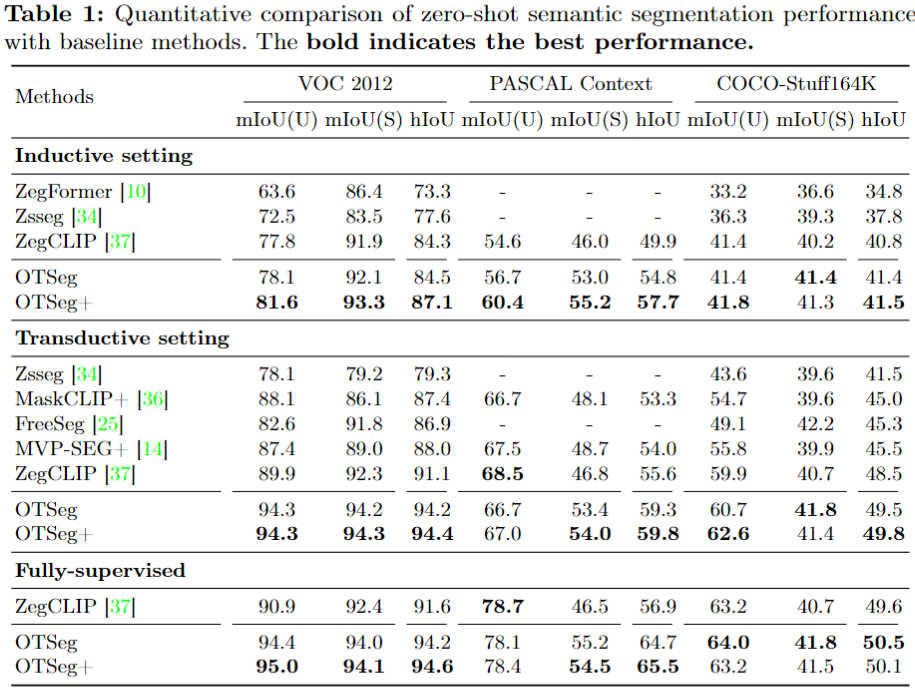 Table 1: Quantitative comparison of zero-shot semantic segmentation performance
with baseline methods. The bold indicates the best performance.
Methods VOC 2012 PASCAL Context COCO-Stuff164K
mIoU(U) mIoU(S) hIoU mIoU(U) mIoU(S) hIoU mIoU(U) mIoU(S) hIoU
Inductive setting
ZegFormer [10] 63.6 86.4 73.3 - - - 33.2 36.6 34.8
Zsseg [34] 72.5 83.5 77.6 - - - 36.3 39.3 37.8
ZegCLIP [37] 77.8 91.9 84.3 54.6 46.0 49.9 41.4 40.2 40.8
OTSeg 78.1 92.1 84.5 56.7 53.0 54.8 41.4 41.4 41.4
OTSeg+ 81.6 93.3 87.1 60.4 55.2 57.7 41.8 41.3 41.5
Transductive setting
Zsseg [34] 78.1 79.2 79.3 - - - 43.6 39.6 41.5
MaskCLIP+ [36] 88.1 86.1 87.4 66.7 48.1 53.3 54.7 39.6 45.0
FreeSeg [25] 82.6 91.8 86.9 - - - 49.1 42.2 45.3
MVP-SEG+ [14] 87.4 89.0 88.0 67.5 48.7 54.0 55.8 39.9 45.5
ZegCLIP [37] 89.9 92.3 91.1 68.5 46.8 55.6 59.9 40.7 48.5
OTSeg 94.3 94.2 94.2 66.7 53.4 59.3 60.7 41.8 49.5
OTSeg+ 94.3 94.3 94.4 67.0 54.0 59.8 62.6 41.4 49.8
Fully-supervised
ZegCLIP [37] 90.9 92.4 91.6 78.7 46.5 56.9 63.2 40.7 49.6
OTSeg 94.4 94.0 94.2 78.1 55.2 64.7 64.0 41.8 50.5
OTSeg+ 95.0 94.1 94.6 78.4 54.5 65.5 63.2 41.5 50.1